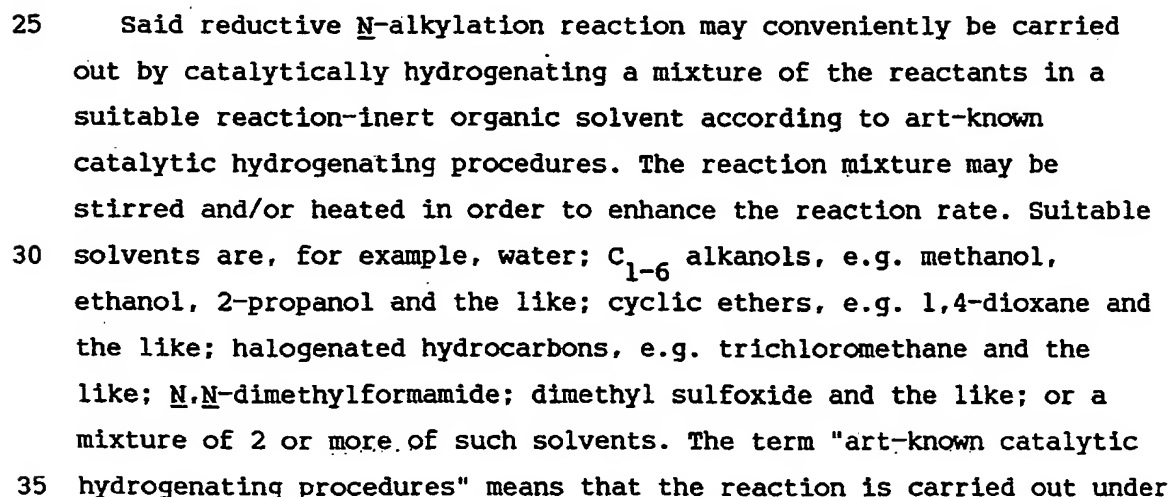 25 Said reductive N-alkylation reaction may conveniently be carried
out by catalytically hydrogenating a mixture of the reactants in a
suitable reaction-inert organic solvent according to art-known
catalytic hydrogenating procedures. The reaction mixture may be
stirred and/or heated in order to enhance the reaction rate. Suitable
30 solvents are, for example, water; C1-6 alkanols, e.g. methanol,
ethanol, 2-propanol and the like; cyclic ethers, e.g. 1,4-dioxane and
the like; halogenated hydrocarbons, e.g. trichloromethane and the
like; N,N-dimethylformamide; dimethyl sulfoxide and the like; or a
mixture of 2 or more of such solvents. The term "art-known catalytic
35 hydrogenating procedures" means that the reaction is carried out under